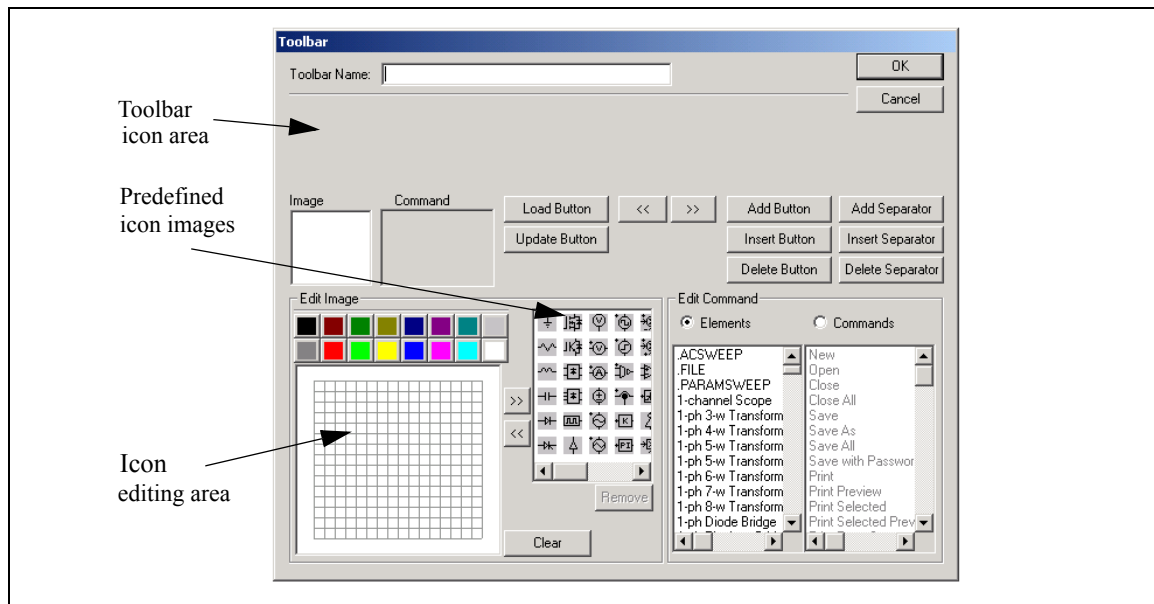 Toolbar
Toolbar Name:
OK
Cancel
Toolbar
icon area
Predefined
icon images
Image
Command
Load Button
<<
>>
Add Button
Add Separator
Update Button
Insert Button
Insert Separator
Delete Button
Delete Separator
Edit Image
Edit Command
Elements
Commands
.ACSWEEP
.FILE
.PARAMSWEEP
1-channel Scope
1-ph 3-w Transform
1-ph 4-w Transform
1-ph 5-w Transform
1-ph 5-w Transform
1-ph 6-w Transform
1-ph 7-w Transform
1-ph 8-w Transform
1-ph Diode Bridge
New
Open
Close
Close All
Save
Save As
Save All
Save with Passwor
Print
Print Preview
Print Selected
Print Selected Prev
>>
<<
Icon
editing area
Remove
Clear